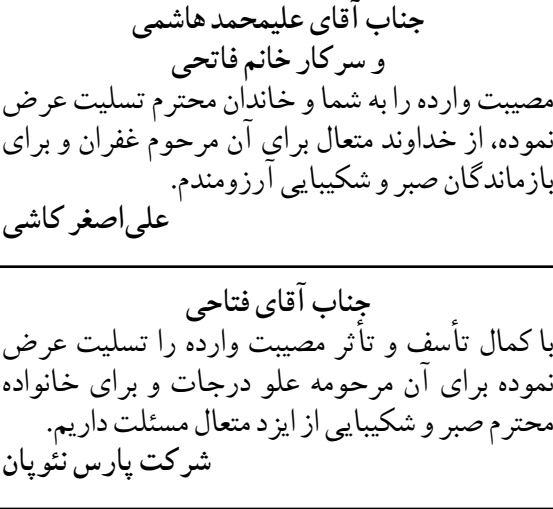 جناب آقای علیمحمد هاشمی
و سرکار خانم فاتحی
مصیبت وارده را به شما و خاندان محترم تسلیت عرض
نموده، از خداوند متعال برای آن مرحوم غفران و برای
بازماندگان صبر و شکیبایی آرزومندم.
علی‌اصغر کاشی
جناب آقای فتاحی
با کمال تأسف و تأثر مصیبت وارده را تسلیت عرض
نموده برای آن مرحومه علو درجات و برای خانواده
محترم صبر و شکیبایی از ایزد متعال مسئلت داریم.
شرکت پارس نئوپان